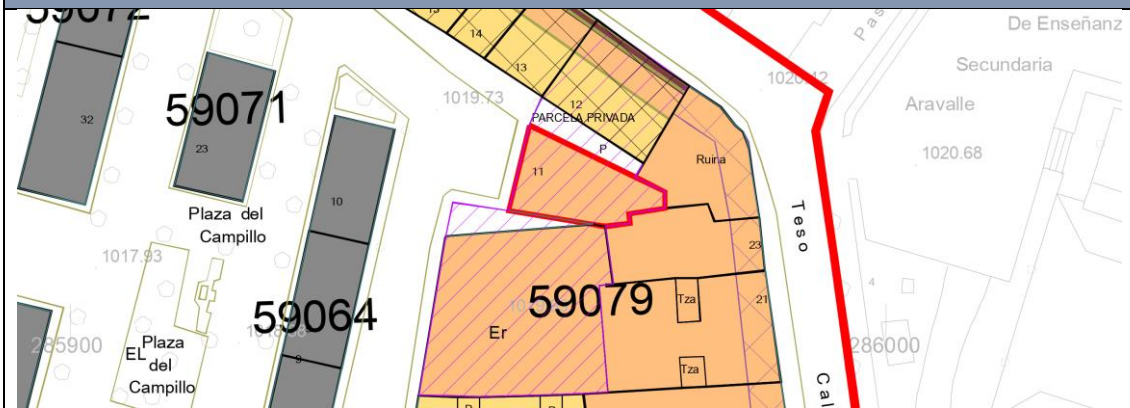 59072
13
14
De Enseñanz
13
1020.42
Pas
Secundaria
59071
1019.73
12
Aravalle
32
PARCELA PRIVADA
P
1020.68
23
Ruina
11
10
Plaza del
Campillo
Teso
1017.93
23
4
59079
21
Tza
59064
Er
285900
Plaza
EL
del
Campillo
9
286000
Tza
Cal